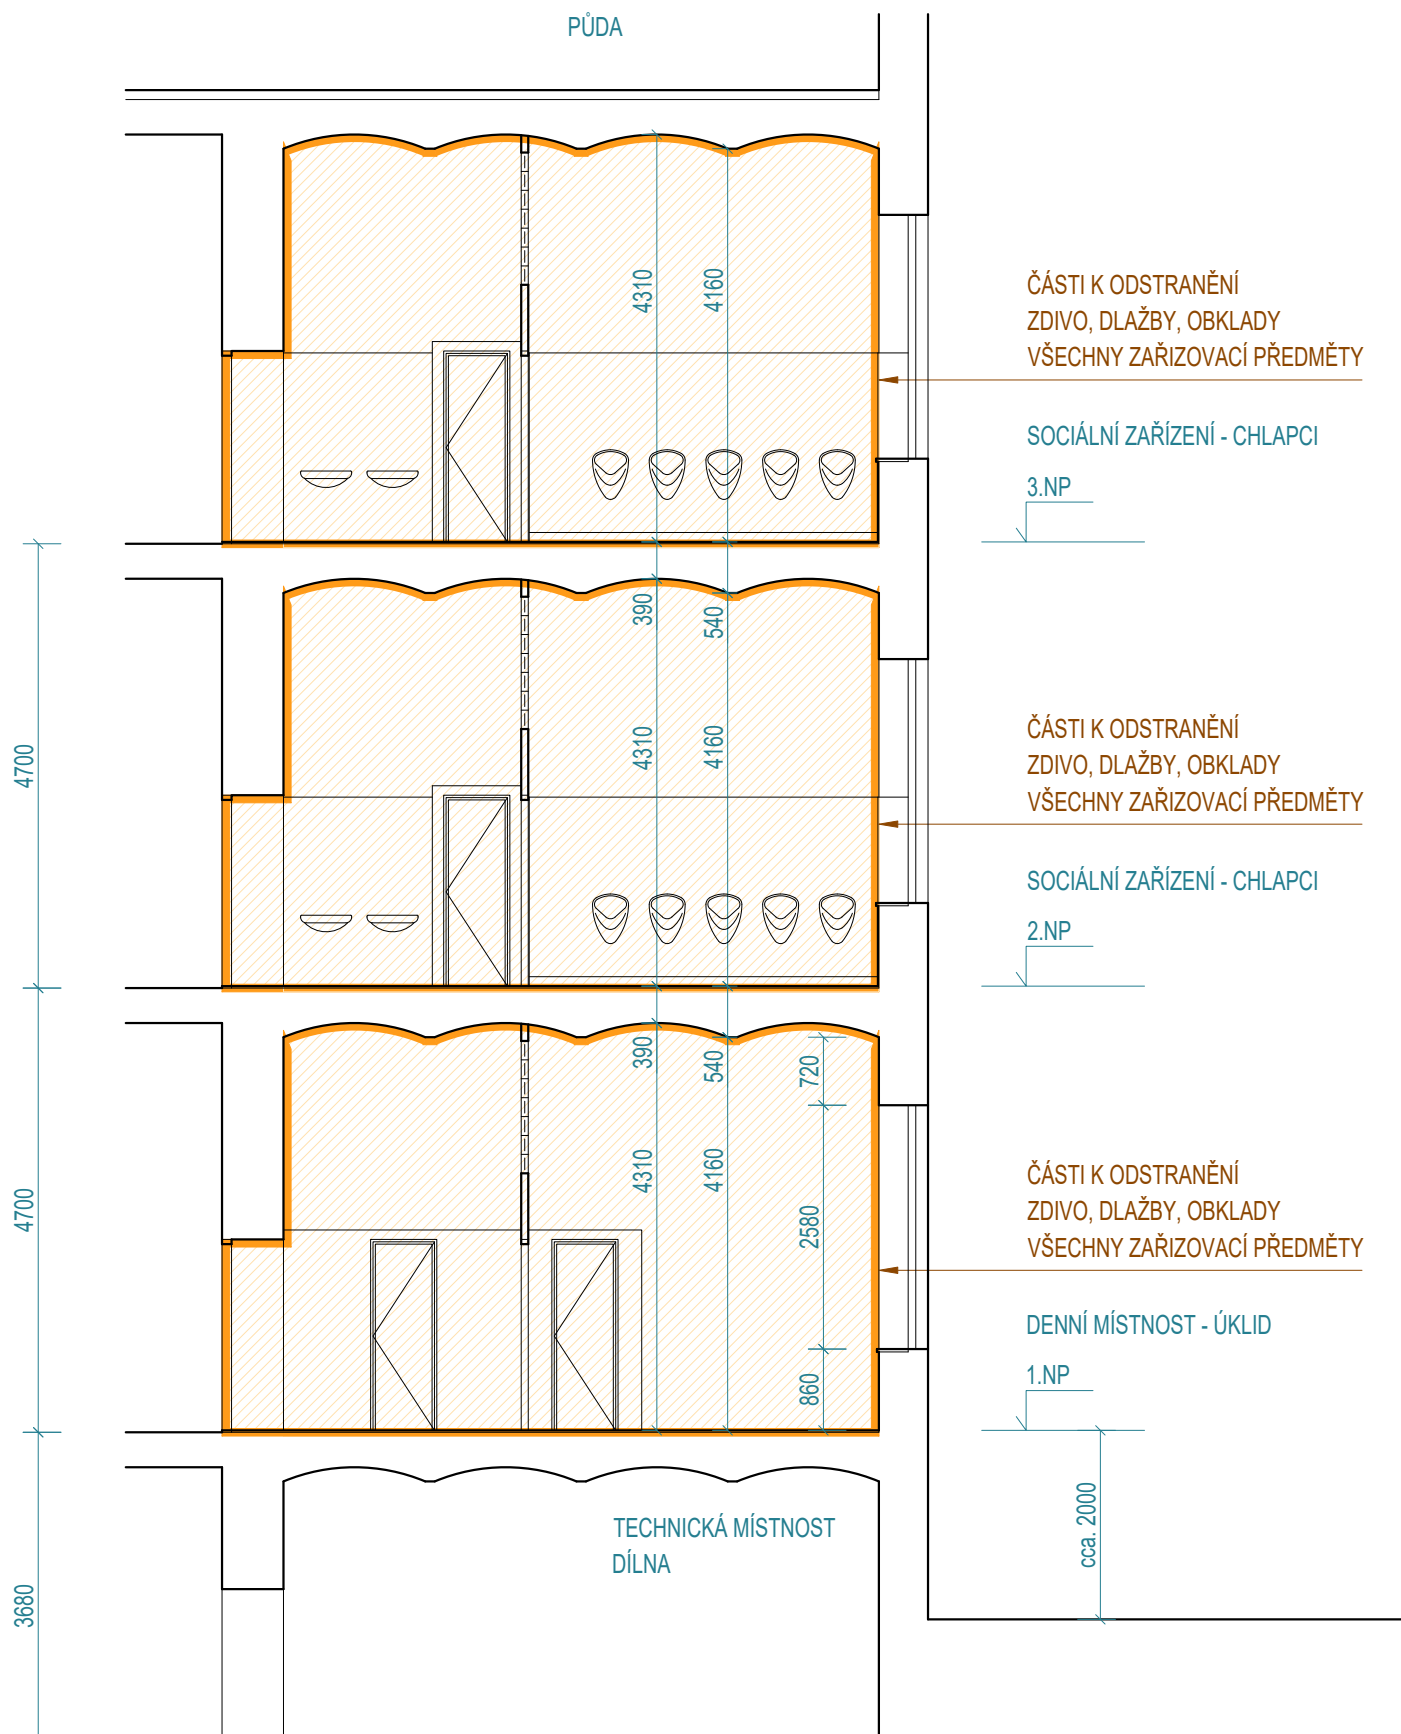 PŮDA
4310
4160
ČÁSTI K ODSTRANĚNÍ
ZDIVO, DLAŽBY, OBKLADY
VŠECHNY ZAŘIZOVACÍ PŘEDMĚTY
SOCIÁLNÍ ZAŘÍZENÍ - CHLAPCI
3.NP
390
540
4700
4310
4160
ČÁSTI K ODSTRANĚNÍ
ZDIVO, DLAŽBY, OBKLADY
VŠECHNY ZAŘIZOVACÍ PŘEDMĚTY
SOCIÁLNÍ ZAŘÍZENÍ - CHLAPCI
2.NP
390
540
720
4700
4310
4160
2580
860
ČÁSTI K ODSTRANĚNÍ
ZDIVO, DLAŽBY, OBKLADY
VŠECHNY ZAŘIZOVACÍ PŘEDMĚTY
DENNÍ MÍSTNOST - ÚKLID
1.NP
cca. 2000
TECHNICKÁ MÍSTNOST
DÍLNA
3680